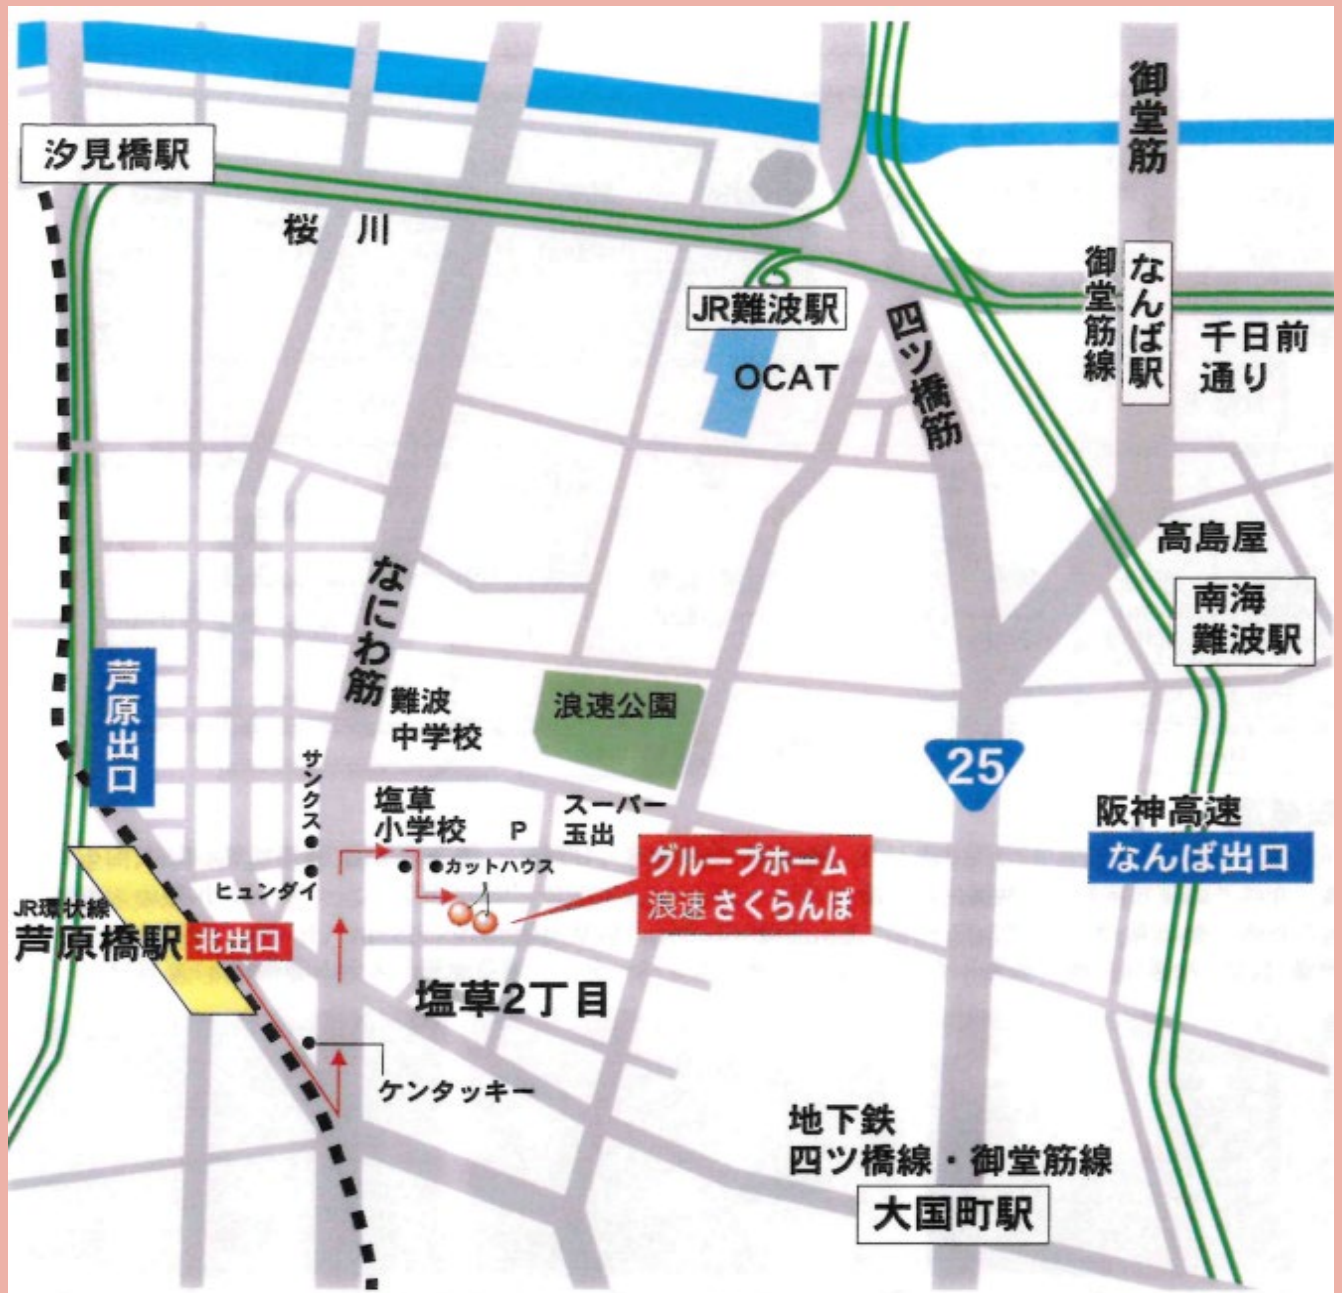 御堂筋
汐見橋駅
桜川
御堂筋線
なんば駅
JR難波駅
四ツ橋筋
千日前
通り
OCAT
高島屋
なにわ筋
南海
難波駅
芦原出口
難波
中学校
浪速公園
サンクス
25
塩草
小学校
P
スーパー
玉出
阪神高速
なんば出口
カットハウス
グループホーム
浪速 さくらんぼ
ヒュンダイ
JR環状線
芦原橋駅
北出口
塩草2丁目
ケンタッキー
地下鉄
四ツ橋線・御堂筋線
大国町駅